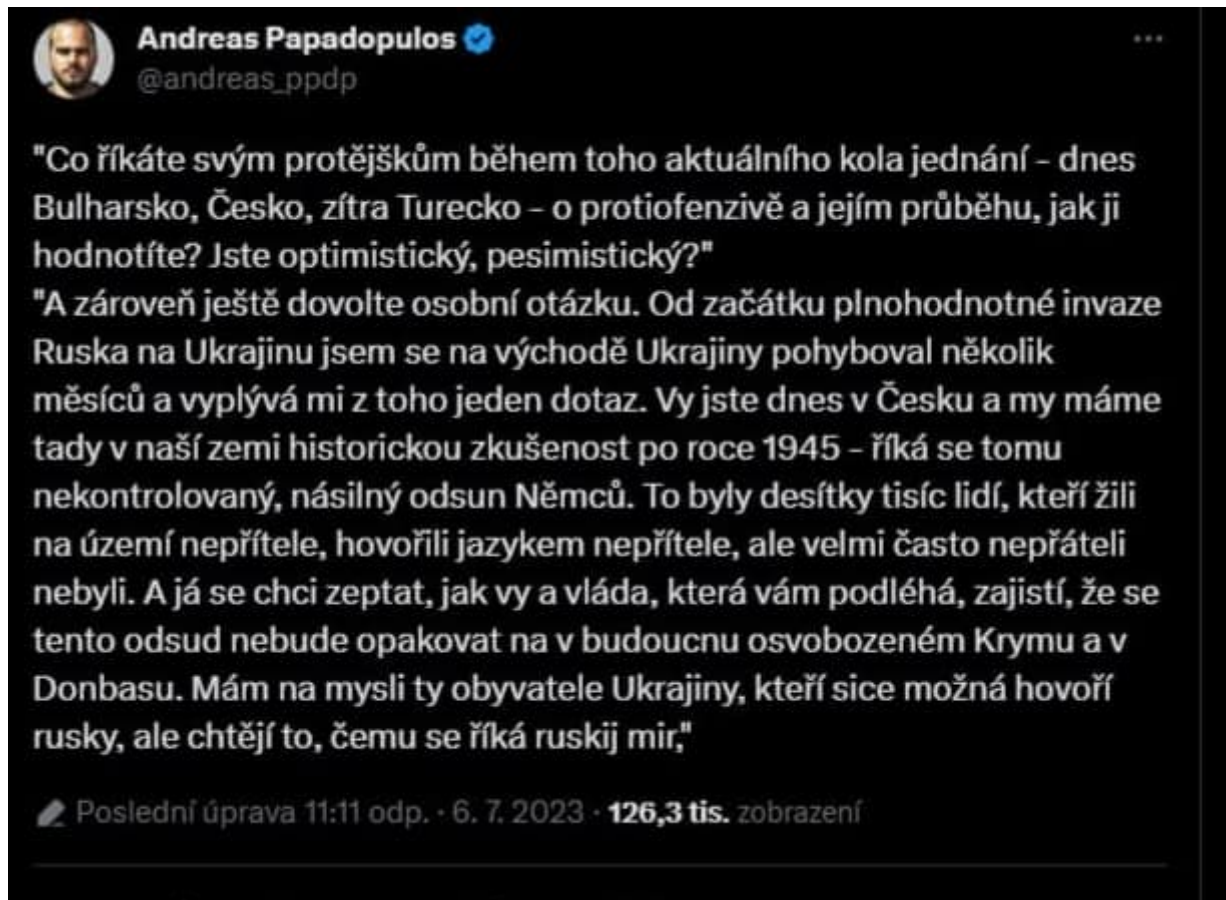 Andreas Papadopulos
@andreas_ppdp
"Co říkáte svým protějškům během toho aktuálního kola jednání – dnes
Bulharsko, Česko, zítra Turecko – o protiofenzivě a jejím průběhu, jak ji
hodnotíte? Jste optimistický, pesimistický?"
"A zároveň ještě dovolte osobní otázku. Od začátku plnohodnotné invaze
Ruska na Ukrajinu jsem se na východě Ukrajiny pohyboval několik
měsíců a vyplývá mi z toho jeden dotaz. Vy jste dnes v Česku a my máme
tady v naší zemi historickou zkušenost po roce 1945 – říká se tomu
nekontrolovaný, násilný odsun Němců. To byly desítky tisíc lidí, kteří žili
na území nepřítele, hovořili jazykem nepřítele, ale velmi často nepřáteli
nebyli. A já se chci zeptat, jak vy a vláda, která vám podléhá, zajistí, že se
tento odsud nebude opakovat na v budoucnu osvobozeném Krymu a v
Donbasu. Mám na mysli ty obyvatele Ukrajiny, kteří sice možná hovoří
rusky, ale chtějí to, čemu se říká ruskij mir,"
Poslední úprava 11:11 odp. · 6. 7. 2023 · 126,3 tis. zobrazení